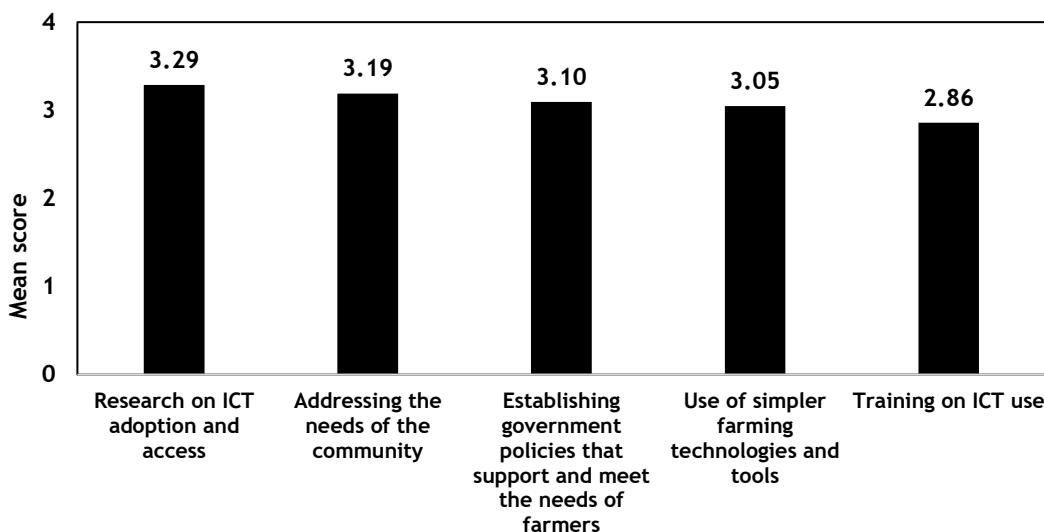 Mean score
4
3
2
1
0
3.29
3.19
3.10
3.05
2.86
Research on ICT
adoption and
access
Addressing the
needs of the
community
Establishing
government
policies that
support and meet
the needs of
farmers
Use of simpler
farming
technologies and
tools
Training on ICT use